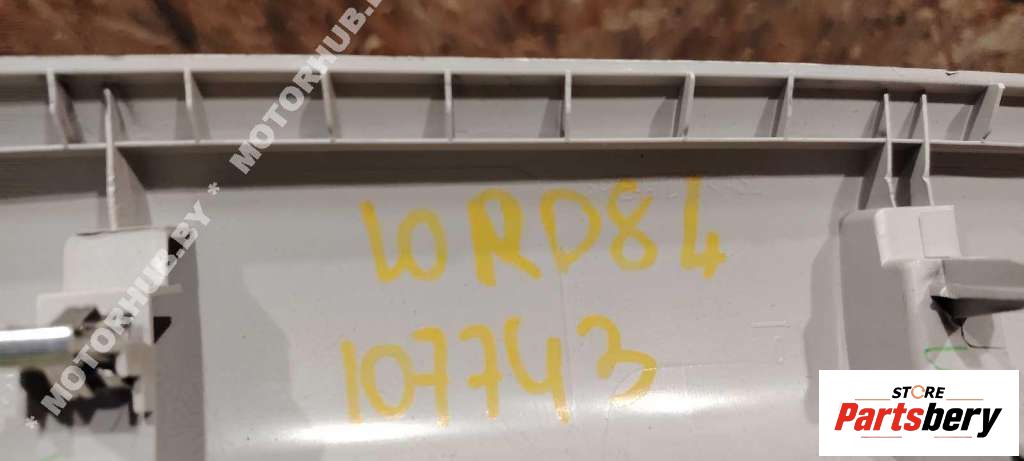 * MOTORHUB.BY * MOTORHUB.BY
10RD84
107743
STORE
Partsbery